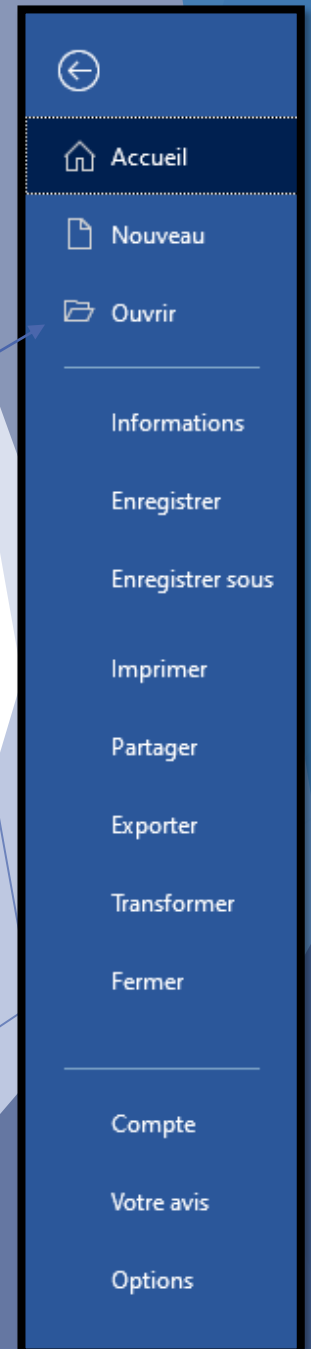 Accueil
Nouveau
Ouvrir
Informations
Enregistrer
Enregistrer sous
Imprimer
Partager
Exporter
Transformer
Fermer
Compte
Votre avis
Options